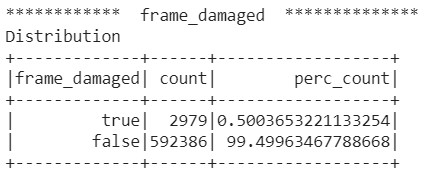 ************  frame_damaged  **************
Distribution
+-------------+------+------------------+
|frame_damaged| count|        perc_count|
+-------------+------+------------------+
|         true|  2979|0.5003653221133254|
|        false|592386| 99.49963467788668|
+-------------+------+------------------+